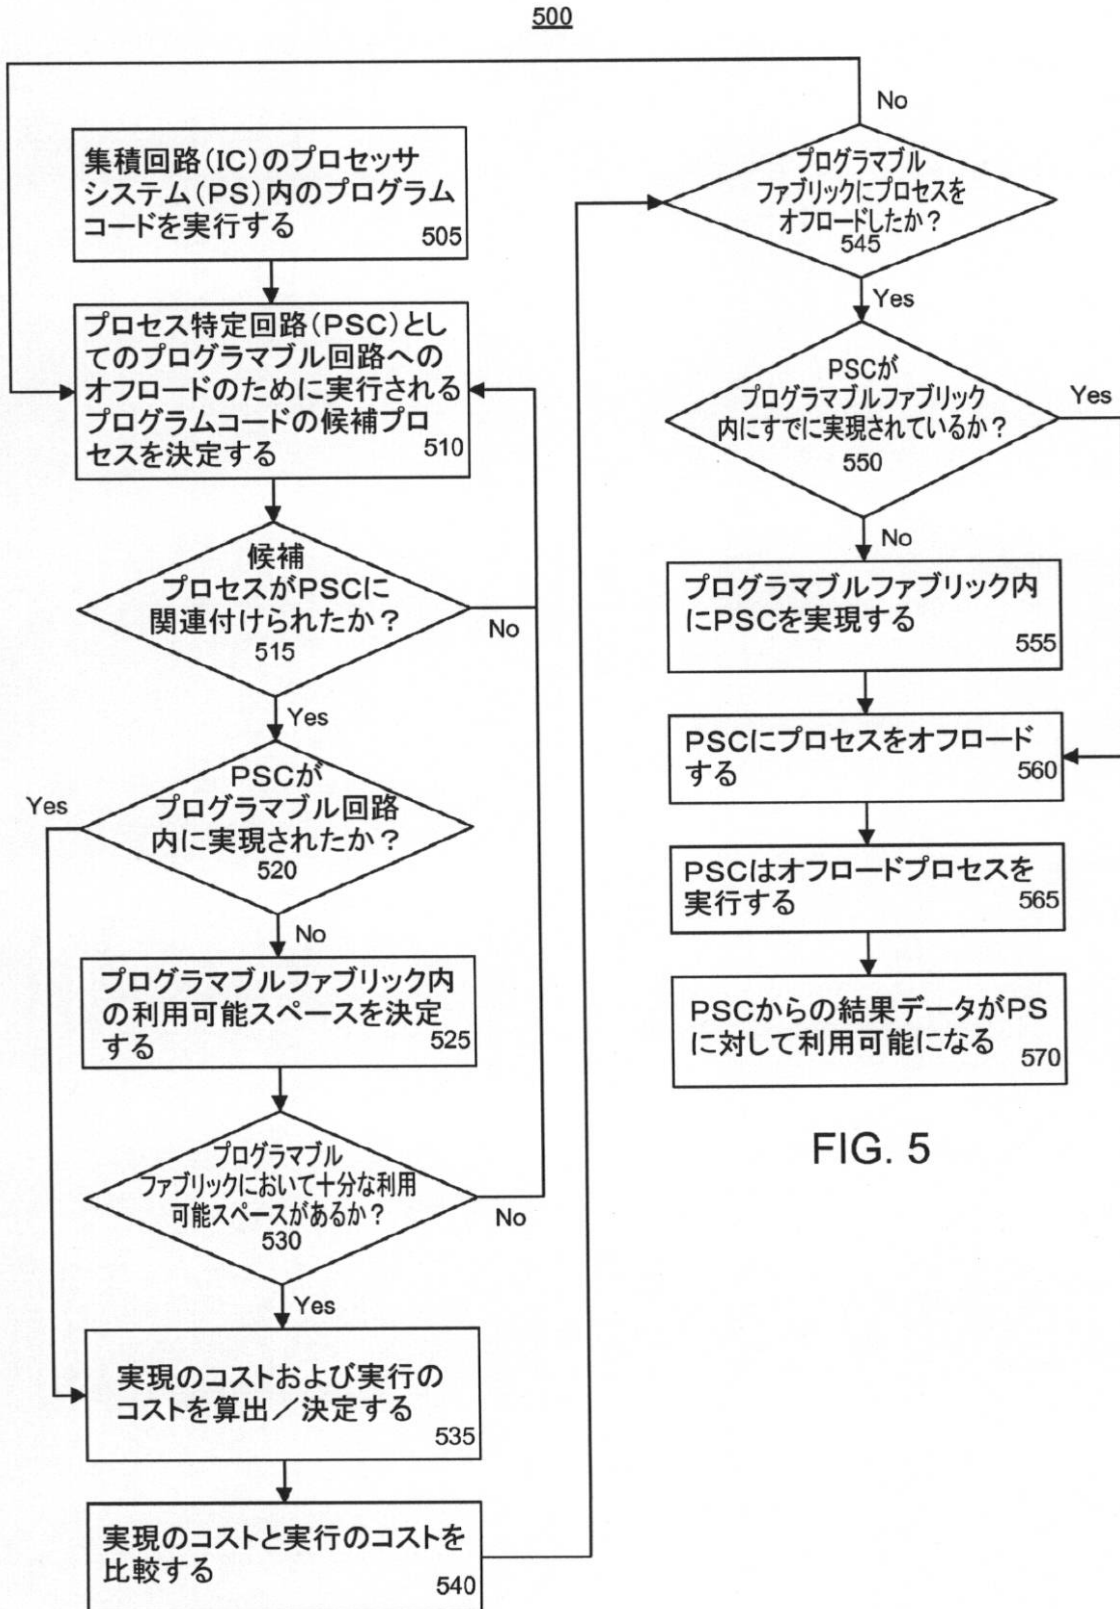 500
集積回路(IC)のプロセッサ
システム(PS)内のプログラム
コードを実行する
505
プロセス特定回路(PSC)とし
てのプログラマブル回路への
オフロードのために実行される
プログラムコードの候補プロ
セスを決定する
510
候補
プロセスがPSCに
関連付けられたか?
515
No
Yes
PSCが
プログラマブル回路
内に実現されたか?
520
Yes
No
プログラマブルファブリック内
の利用可能スペースを決定
する
525
プログラマブル
ファブリックにおいて十分な利用
可能スペースがあるか?
530
No
Yes
実現のコストおよび実行の
コストを算出/決定する
535
実現のコストと実行のコストを
比較する
540
No
プログラマブル
ファブリックにプロセスを
オフロードしたか?
545
Yes
PSCが
プログラマブルファブリック
内にすでに実現されているか?
550
Yes
No
プログラマブルファブリック内
にPSCを実現する
555
PSCにプロセスをオフロード
する
560
PSCはオフロードプロセスを
実行する
565
PSCからの結果データがPS
に対して利用可能になる
570
FIG. 5